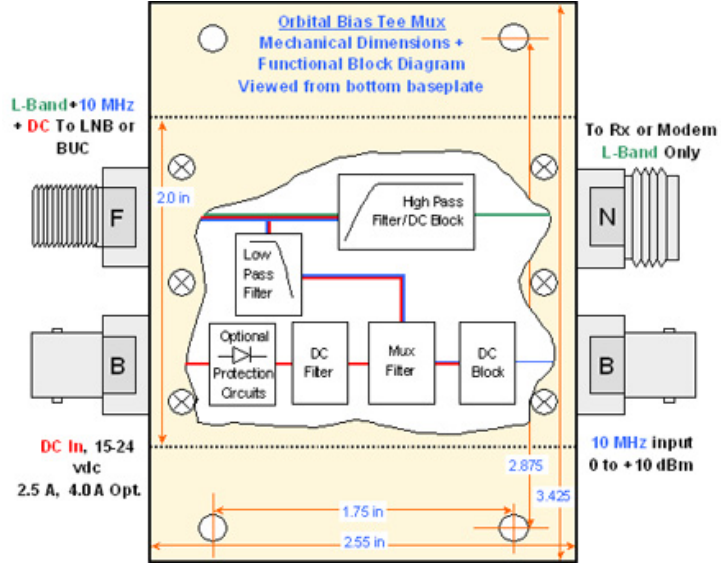 Orbital Bias Tee Mux
Mechanical Dimensions +
Functional Block Diagram
Viewed from bottom baseplate
L-Band+10 MHz
+ DC To LNB or
BUC
To Rx or Modem
L-Band Only
2.0 in
F
N
High Pass
Filter/DC Block
Low
Pass
Filter
Optional
Protection
Circuits
DC
Filter
Mux
Filter
DC
Block
B
B
DC In, 15-24
vdc
2.5 A, 4.0 A Opt.
10 MHz input
0 to +10 dBm
2.875
3.425
1.75 in
2.55 in